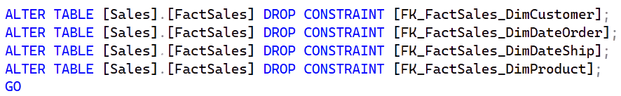 ALTER TABLE [Sales].[FactSales] DROP CONSTRAINT [FK_FactSales_DimCustomer];
ALTER TABLE [Sales].[FactSales] DROP CONSTRAINT [FK_FactSales_DimDateOrder];
ALTER TABLE [Sales].[FactSales] DROP CONSTRAINT [FK_FactSales_DimDateShip];
ALTER TABLE [Sales].[FactSales] DROP CONSTRAINT [FK_FactSales_DimProduct];
GO